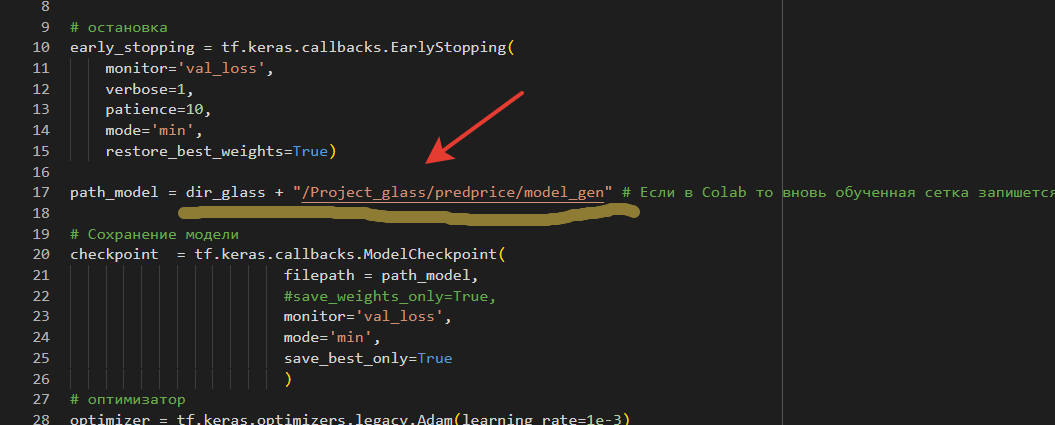 8
9 # остановка
10 early_stopping = tf.keras.callbacks.EarlyStopping(
11 monitor='val_loss',
12 verbose=1,
13 patience=10,
14 mode='min',
15 restore_best_weights=True)
16
17 path_model = dir_glass + "/Project_glass/predprice/model_gen" # Если в Colab то вновь обученная сетка запишется
18
19 # Сохранение модели
20 checkpoint = tf.keras.callbacks.ModelCheckpoint(
21 filepath = path_model,
22 #save_weights_only=True,
23 monitor='val_loss',
24 mode='min',
25 save_best_only=True
26 )
27 # оптимизатор
28 optimizer = tf.keras.optimizers.legacy.Adam(learning_rate=1e-3)